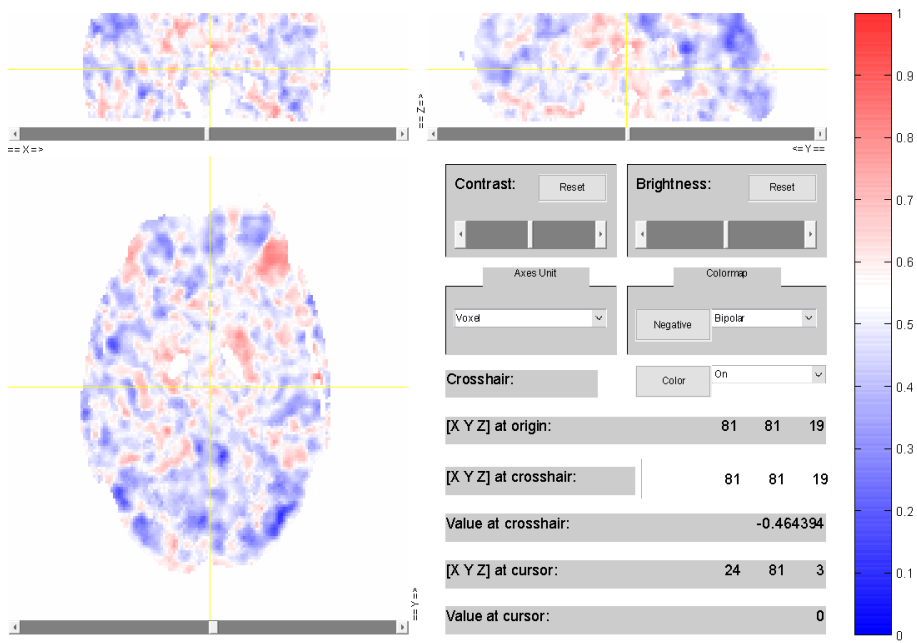 == Z =>
== X =>
<= Y ==
Contrast:
Reset
Brightness:
Reset
Axes Unit
Colormap
Voxel
Negative
Bipolar
Crosshair:
Color
On
[X Y Z] at origin: 81 81 19
[X Y Z] at crosshair: 81 81 19
Value at crosshair: -0.464394
[X Y Z] at cursor: 24 81 3
== Y =>
Value at cursor: 0
1
0.9
0.8
0.7
0.6
0.5
0.4
0.3
0.2
0.1
0